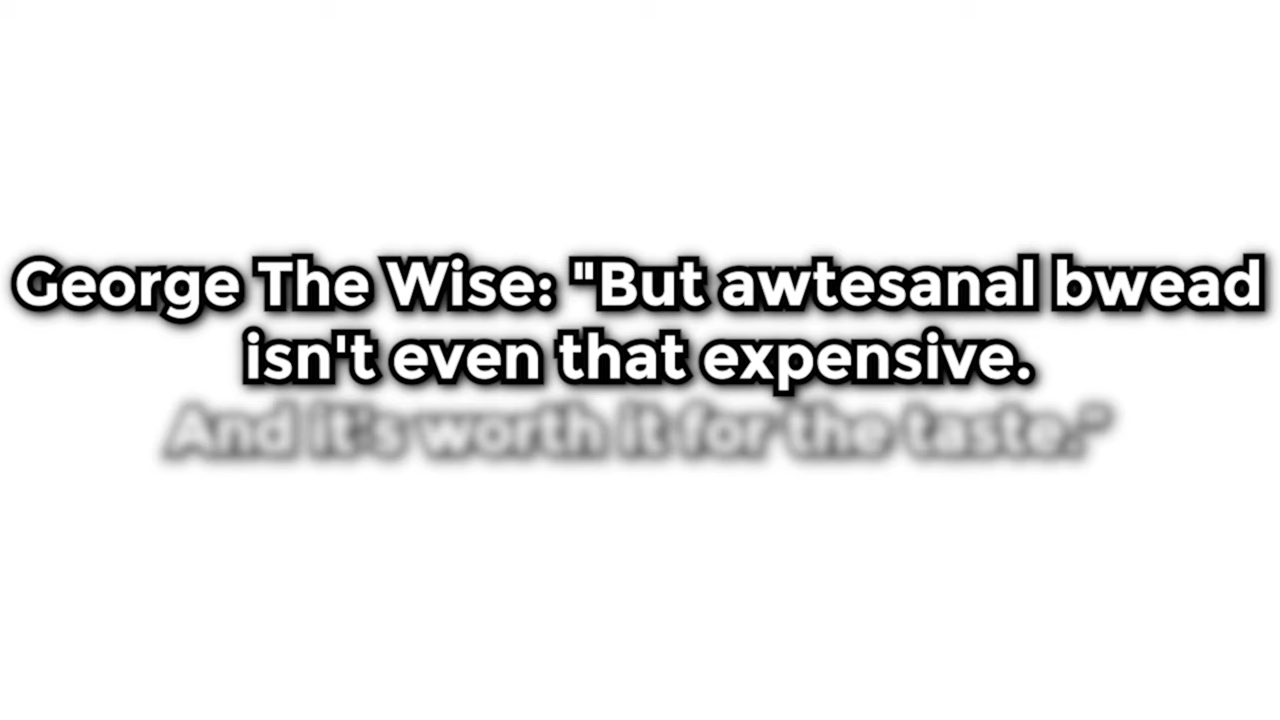 George The Wise: "But awtesanal bwead
isn't even that expensive.
And it's worth it for the taste."